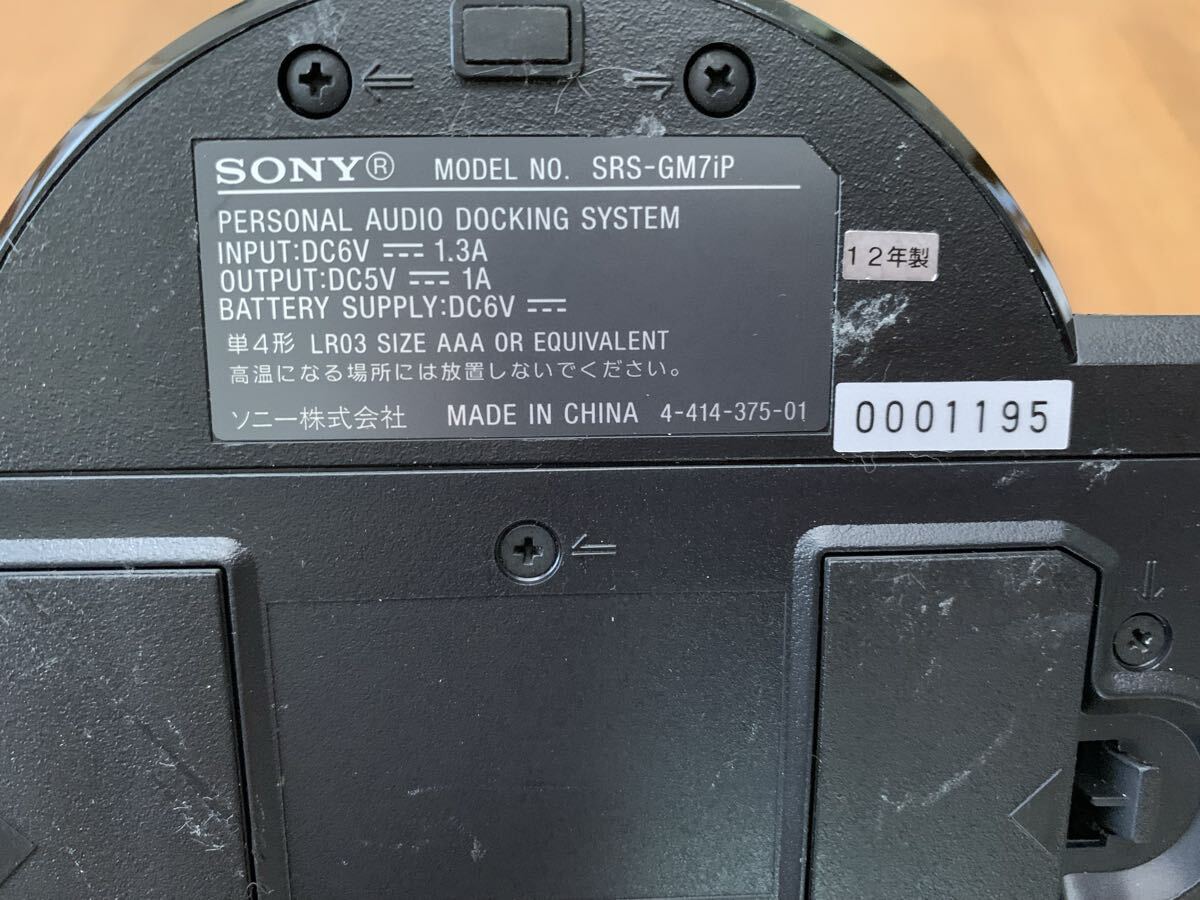 SONY® MODEL NO. SRS-GM7iP
PERSONAL AUDIO DOCKING SYSTEM
INPUT:DC6V ⎓ 1.3A
OUTPUT:DC5V ⎓ 1A
BATTERY SUPPLY:DC6V ⎓
単4形 LR03 SIZE AAA OR EQUIVALENT
高温になる場所には放置しないでください。
ソニー株式会社 MADE IN CHINA 4-414-375-01
12年製
0001195